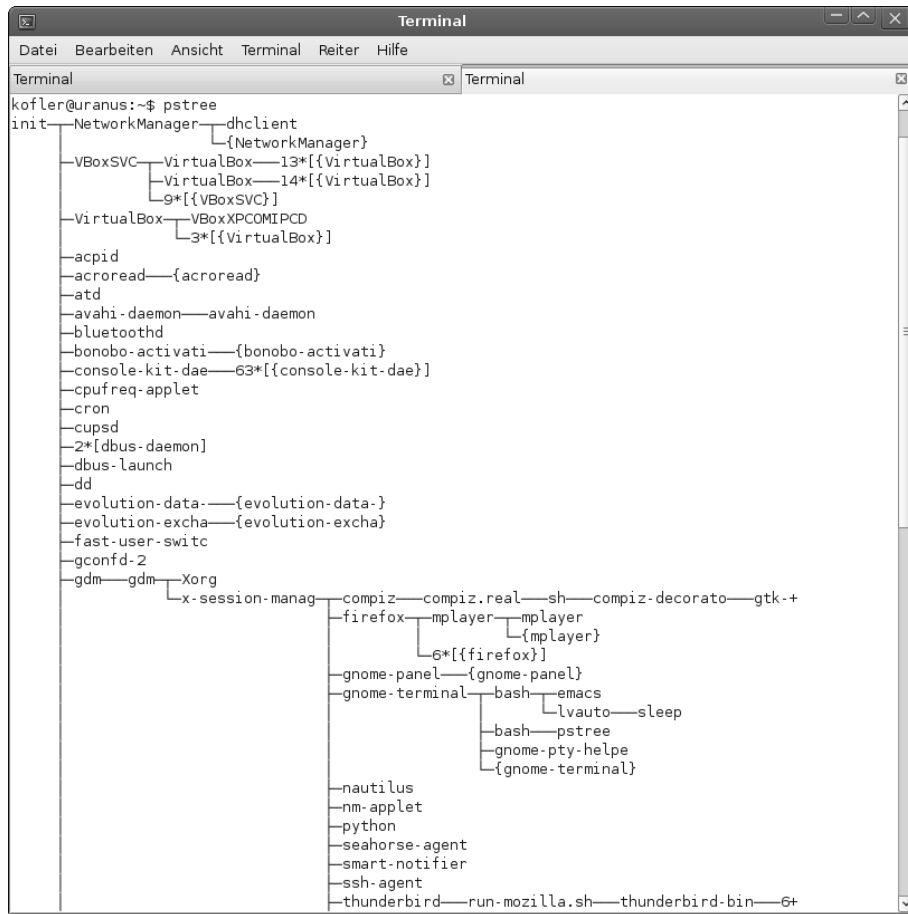 Terminal
Datei Bearbeiten Ansicht Terminal Reiter Hilfe
Terminal Terminal
kofler@uranus:~$ pstree
init─┬─NetworkManager─┬─dhclient
     │                └─{NetworkManager}
     ├─VBoxSVC─┬─VirtualBox───13*[{VirtualBox}]
     │         ├─VirtualBox───14*[{VirtualBox}]
     │         └─9*[{VBoxSVC}]
     ├─VirtualBox─┬─VBoxXPCOMIPCD
     │            └─3*[{VirtualBox}]
     ├─acpid
     ├─acroread───{acroread}
     ├─atd
     ├─avahi-daemon───avahi-daemon
     ├─bluetoothd
     ├─bonobo-activati───{bonobo-activati}
     ├─console-kit-dae───63*[{console-kit-dae}]
     ├─cpufreq-applet
     ├─cron
     ├─cupsd
     ├─2*[dbus-daemon]
     ├─dbus-launch
     ├─dd
     ├─evolution-data-───{evolution-data-}
     ├─evolution-excha───{evolution-excha}
     ├─fast-user-switc
     ├─gconfd-2
     ├─gdm───gdm─┬─Xorg
     │           └─x-session-manag─┬─compiz───compiz.real───sh───compiz-decorato───gtk-+
     │                             ├─firefox─┬─mplayer─┬─mplayer
     │                             │         │         └─{mplayer}
     │                             │         └─6*[{firefox}]
     │                             ├─gnome-panel───{gnome-panel}
     │                             ├─gnome-terminal─┬─bash─┬─emacs
     │                             │                │      └─lvauto───sleep
     │                             │                ├─bash───pstree
     │                             │                ├─gnome-pty-helpe
     │                             │                └─{gnome-terminal}
     │                             ├─nautilus
     │                             ├─nm-applet
     │                             ├─python
     │                             ├─seahorse-agent
     │                             ├─smart-notifier
     │                             ├─ssh-agent
     │                             ├─thunderbird───run-mozilla.sh───thunderbird-bin───6+